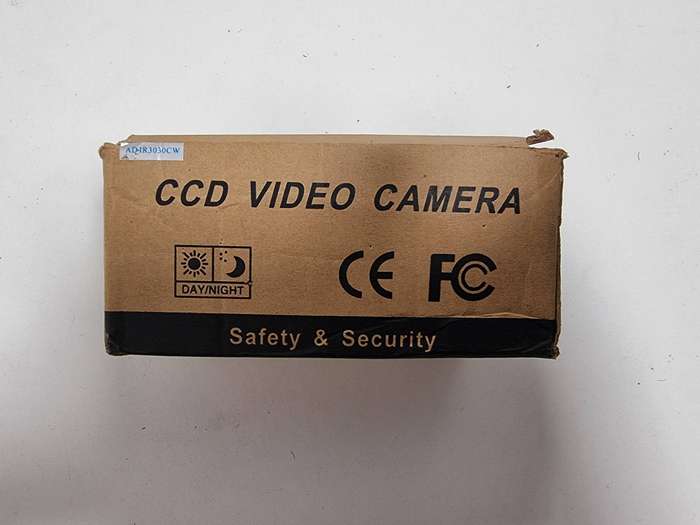 AD-IR3030CW
CCD VIDEO CAMERA
DAY/NIGHT
CE FC
Safety & Security